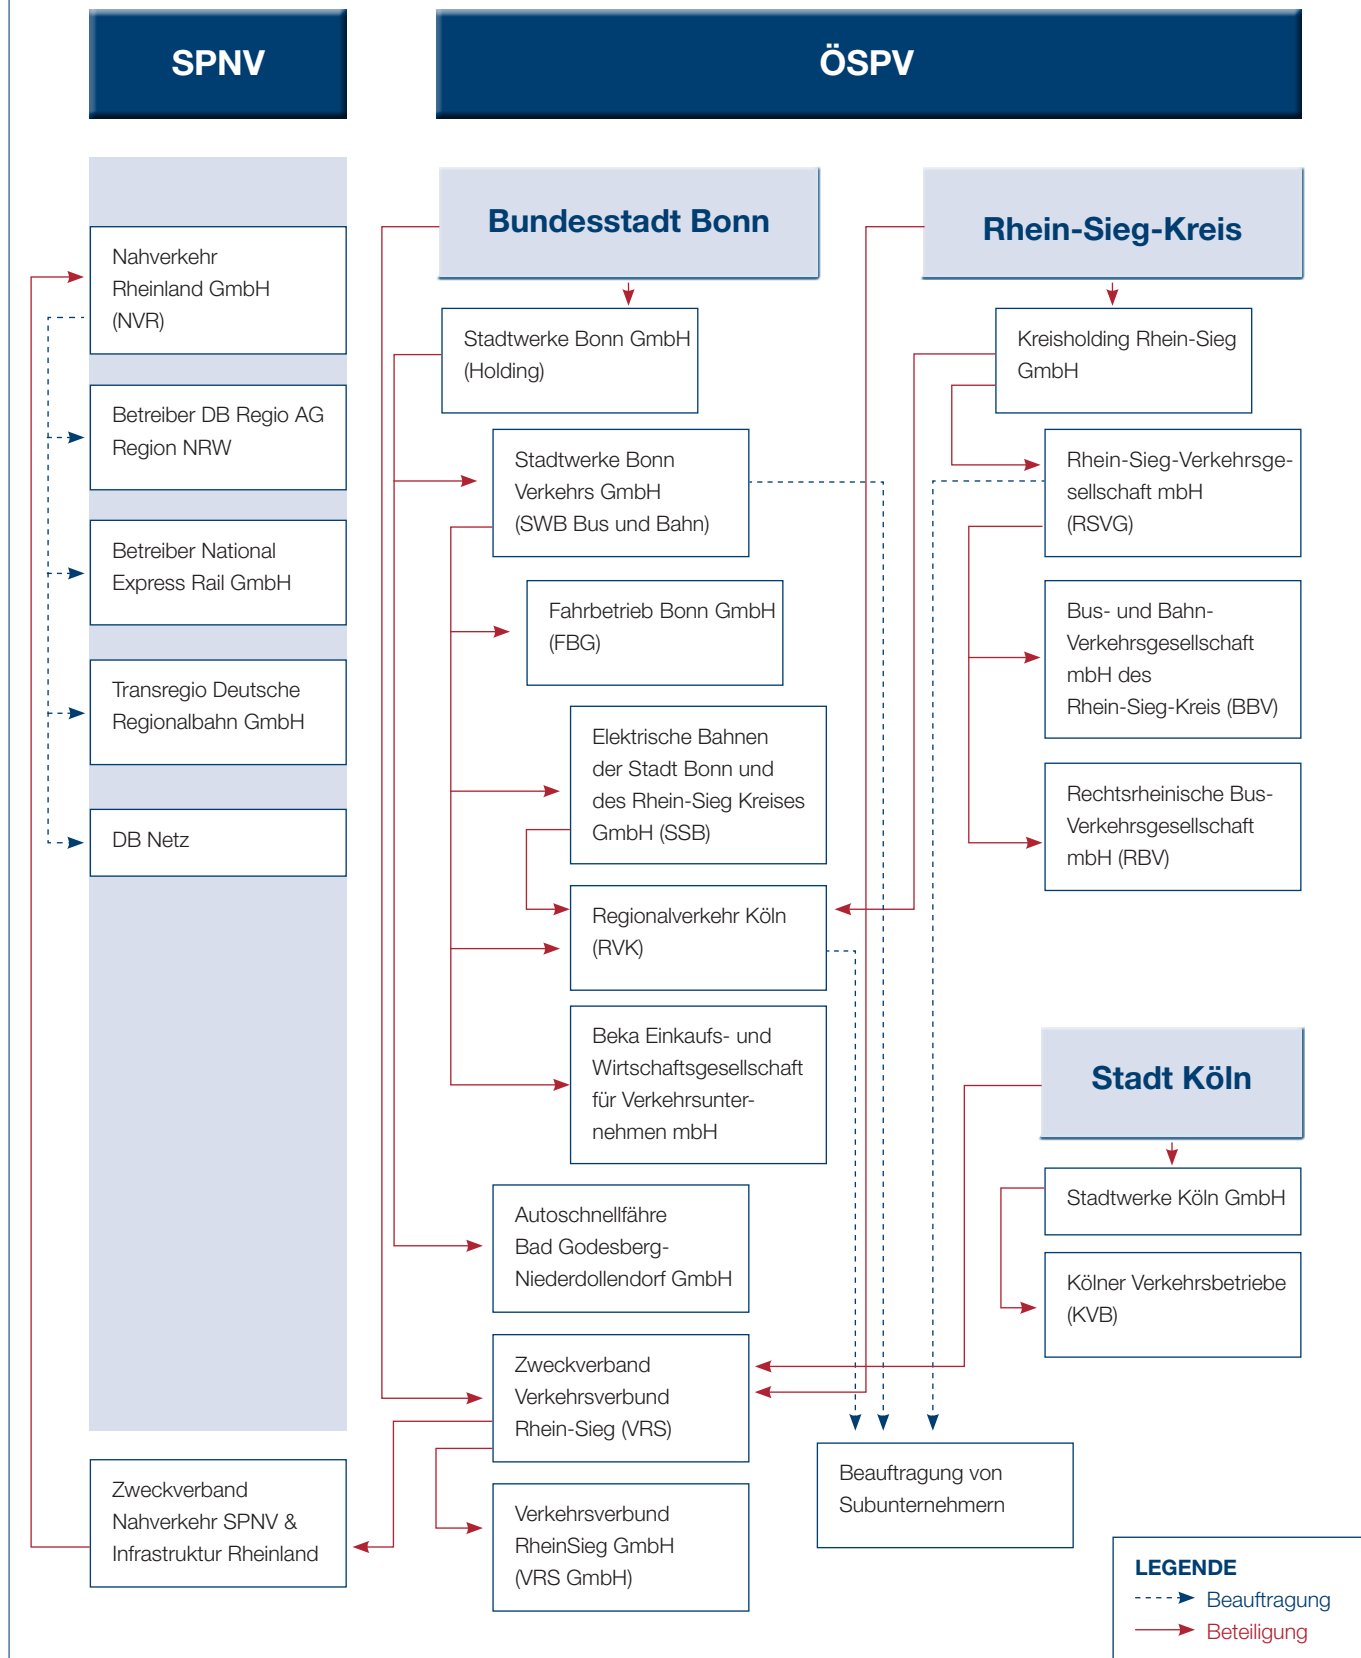 SPNV
ÖSPV
Nahverkehr
Rheinland GmbH
(NVR)
Betreiber DB Regio AG
Region NRW
Betreiber National
Express Rail GmbH
Transregio Deutsche
Regionalbahn GmbH
DB Netz
Zweckverband
Nahverkehr SPNV &
Infrastruktur Rheinland
Bundesstadt Bonn
Stadtwerke Bonn GmbH
(Holding)
Stadtwerke Bonn
Verkehrs GmbH
(SWB Bus und Bahn)
Fahrbetrieb Bonn GmbH
(FBG)
Elektrische Bahnen
der Stadt Bonn und
des Rhein-Sieg Kreises
GmbH (SSB)
Regionalverkehr Köln
(RVK)
Beka Einkaufs- und
Wirtschaftsgesellschaft
für Verkehrsunter-
nehmen mbH
Autoschnellfähre
Bad Godesberg-
Niederdollendorf GmbH
Zweckverband
Verkehrsverbund
Rhein-Sieg (VRS)
Verkehrsverbund
RheinSieg GmbH
(VRS GmbH)
Rhein-Sieg-Kreis
Kreisholding Rhein-Sieg
GmbH
Rhein-Sieg-Verkehrsge-
sellschaft mbH
(RSVG)
Bus- und Bahn-
Verkehrsgesellschaft
mbH des
Rhein-Sieg-Kreis (BBV)
Rechtsrheinische Bus-
Verkehrsgesellschaft
mbH (RBV)
Stadt Köln
Stadtwerke Köln GmbH
Kölner Verkehrsbetriebe
(KVB)
Beauftragung von
Subunternehmern
LEGENDE
Beauftragung
Beteiligung